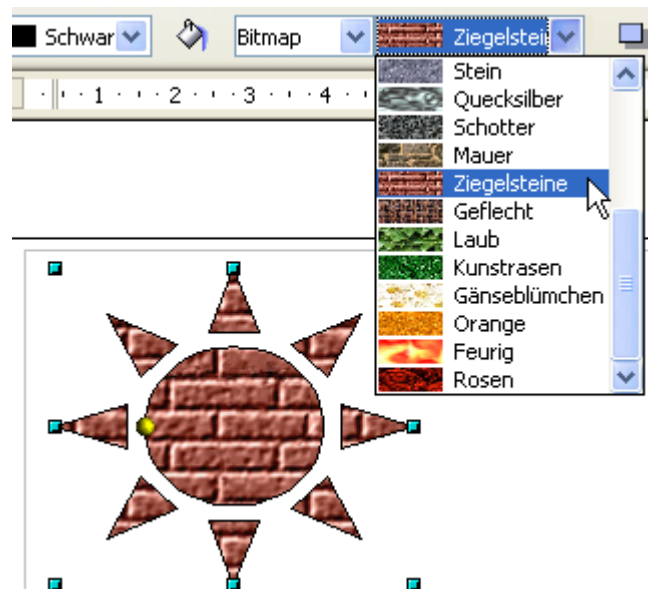 Schwar Bitmap Ziegelstei
· 1 · 2 · 3 · 4 ·
Stein
Quecksilber
Schotter
Mauer
Ziegelsteine
Geflecht
Laub
Kunstrasen
Gänseblümchen
Orange
Feurig
Rosen